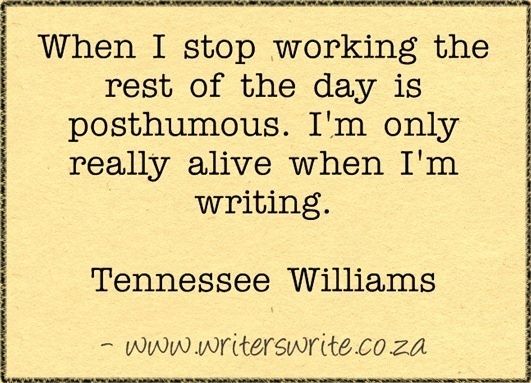 When I stop working the
rest of the day is
posthumous. I'm only
really alive when I'm
writing.
Tennessee Williams
- www.writerswrite.co.za